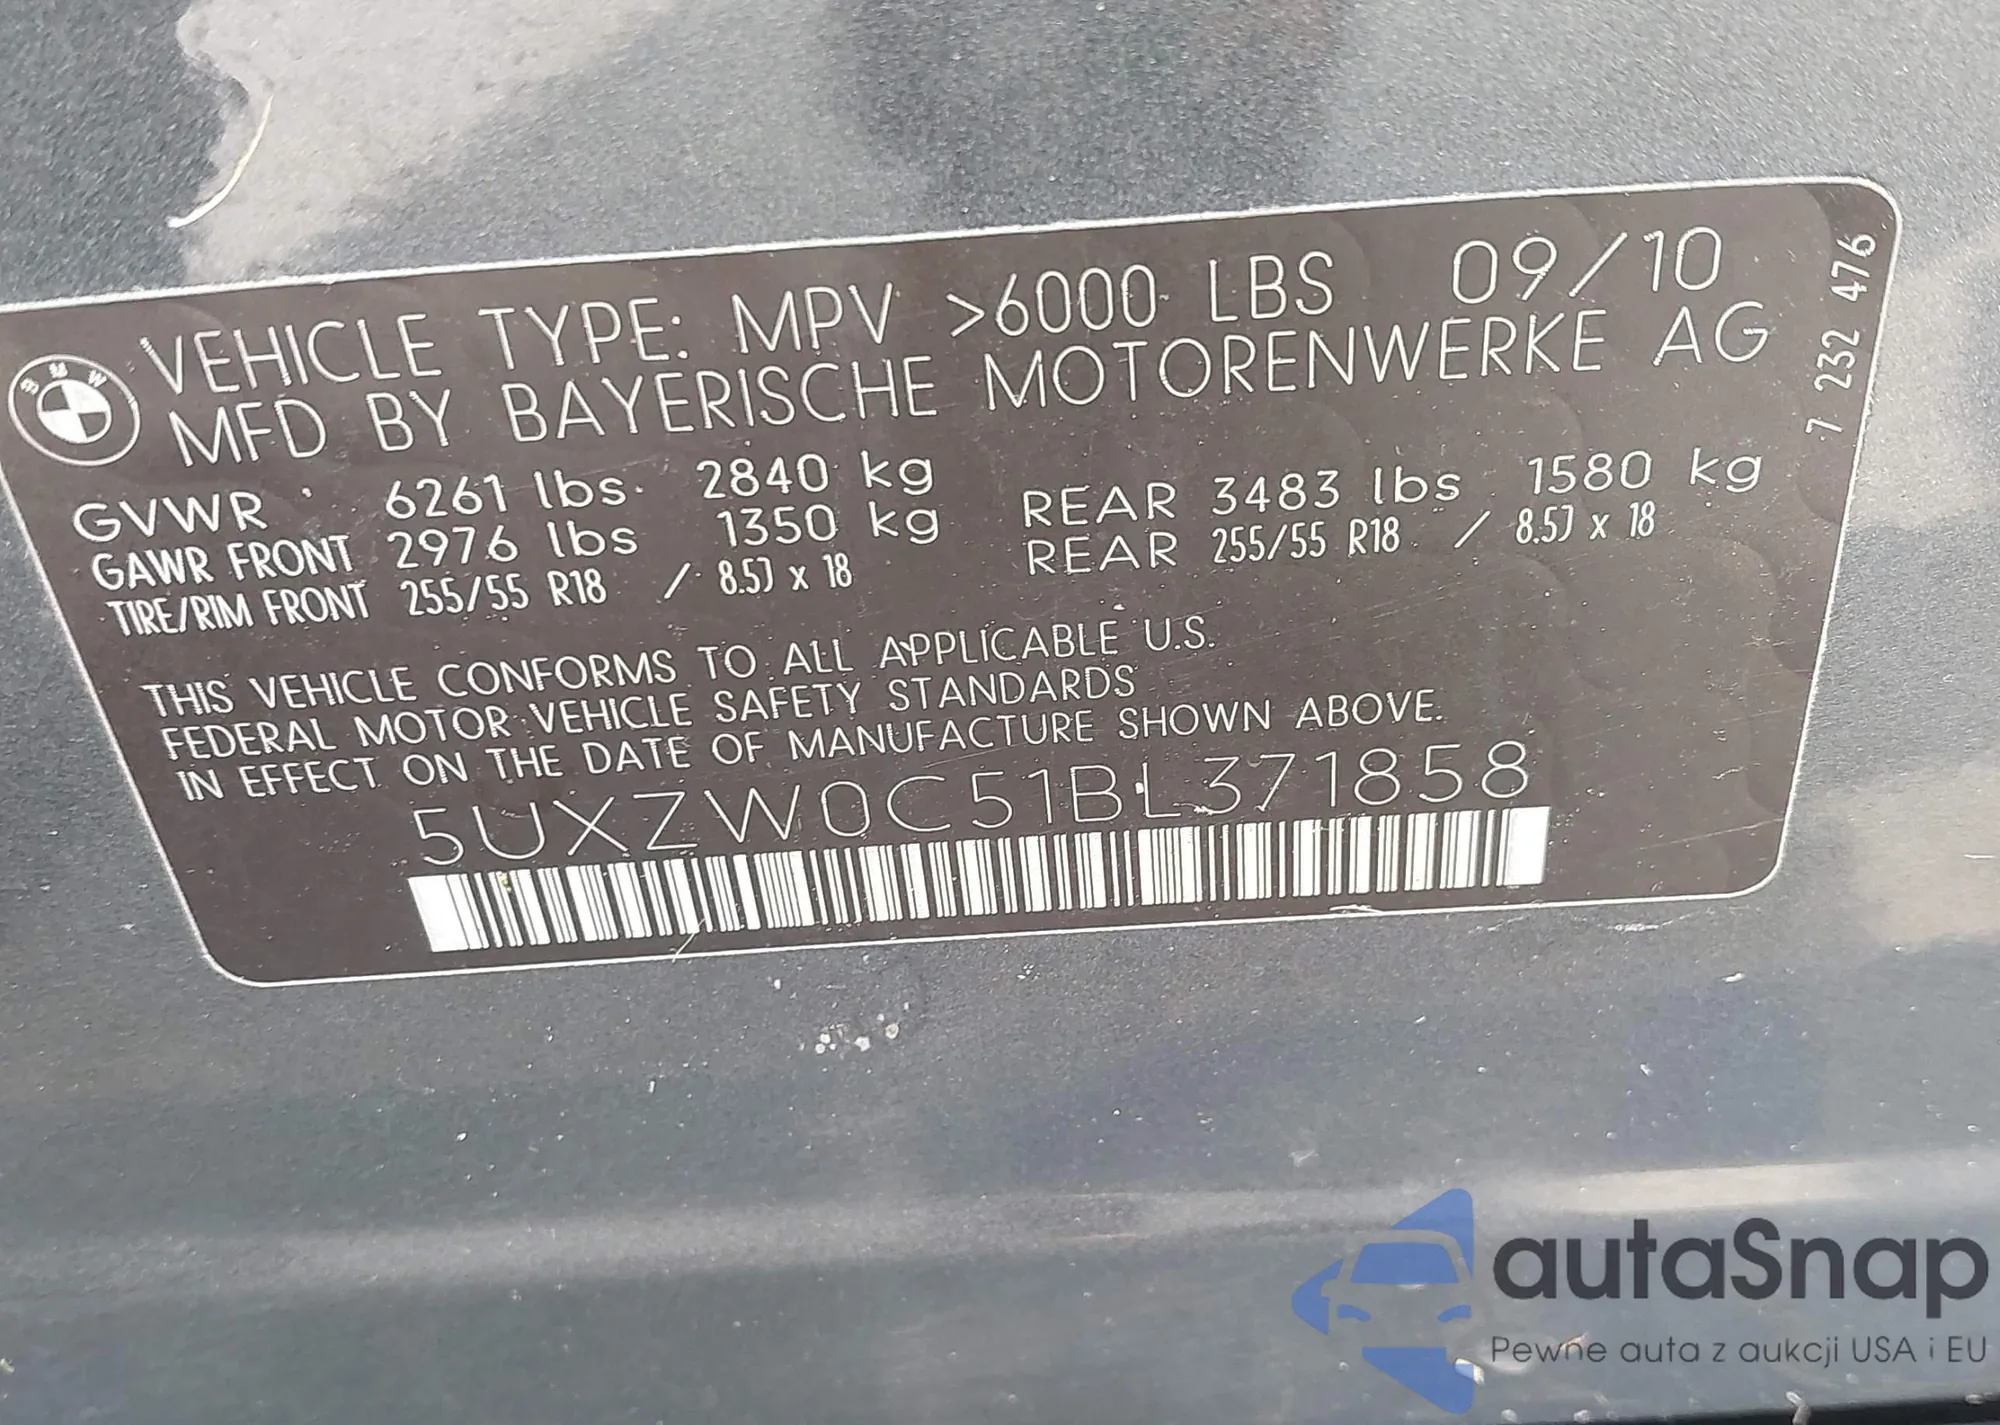 BMW
VEHICLE TYPE: MPV >6000 LBS 09/10
MFD BY BAYERISCHE MOTORENWERKE AG
7 232 476
GVWR 6261 lbs 2840 kg
GAWR FRONT 2976 lbs 1350 kg REAR 3483 lbs 1580 kg
TIRE/RIM FRONT 255/55 R18 / 8.5J x 18 REAR 255/55 R18 / 8.5J x 18
THIS VEHICLE CONFORMS TO ALL APPLICABLE U.S.
FEDERAL MOTOR VEHICLE SAFETY STANDARDS
IN EFFECT ON THE DATE OF MANUFACTURE SHOWN ABOVE.
5UXZW0C51BL371858
autaSnap
Pewne auta z aukcji USA i EU